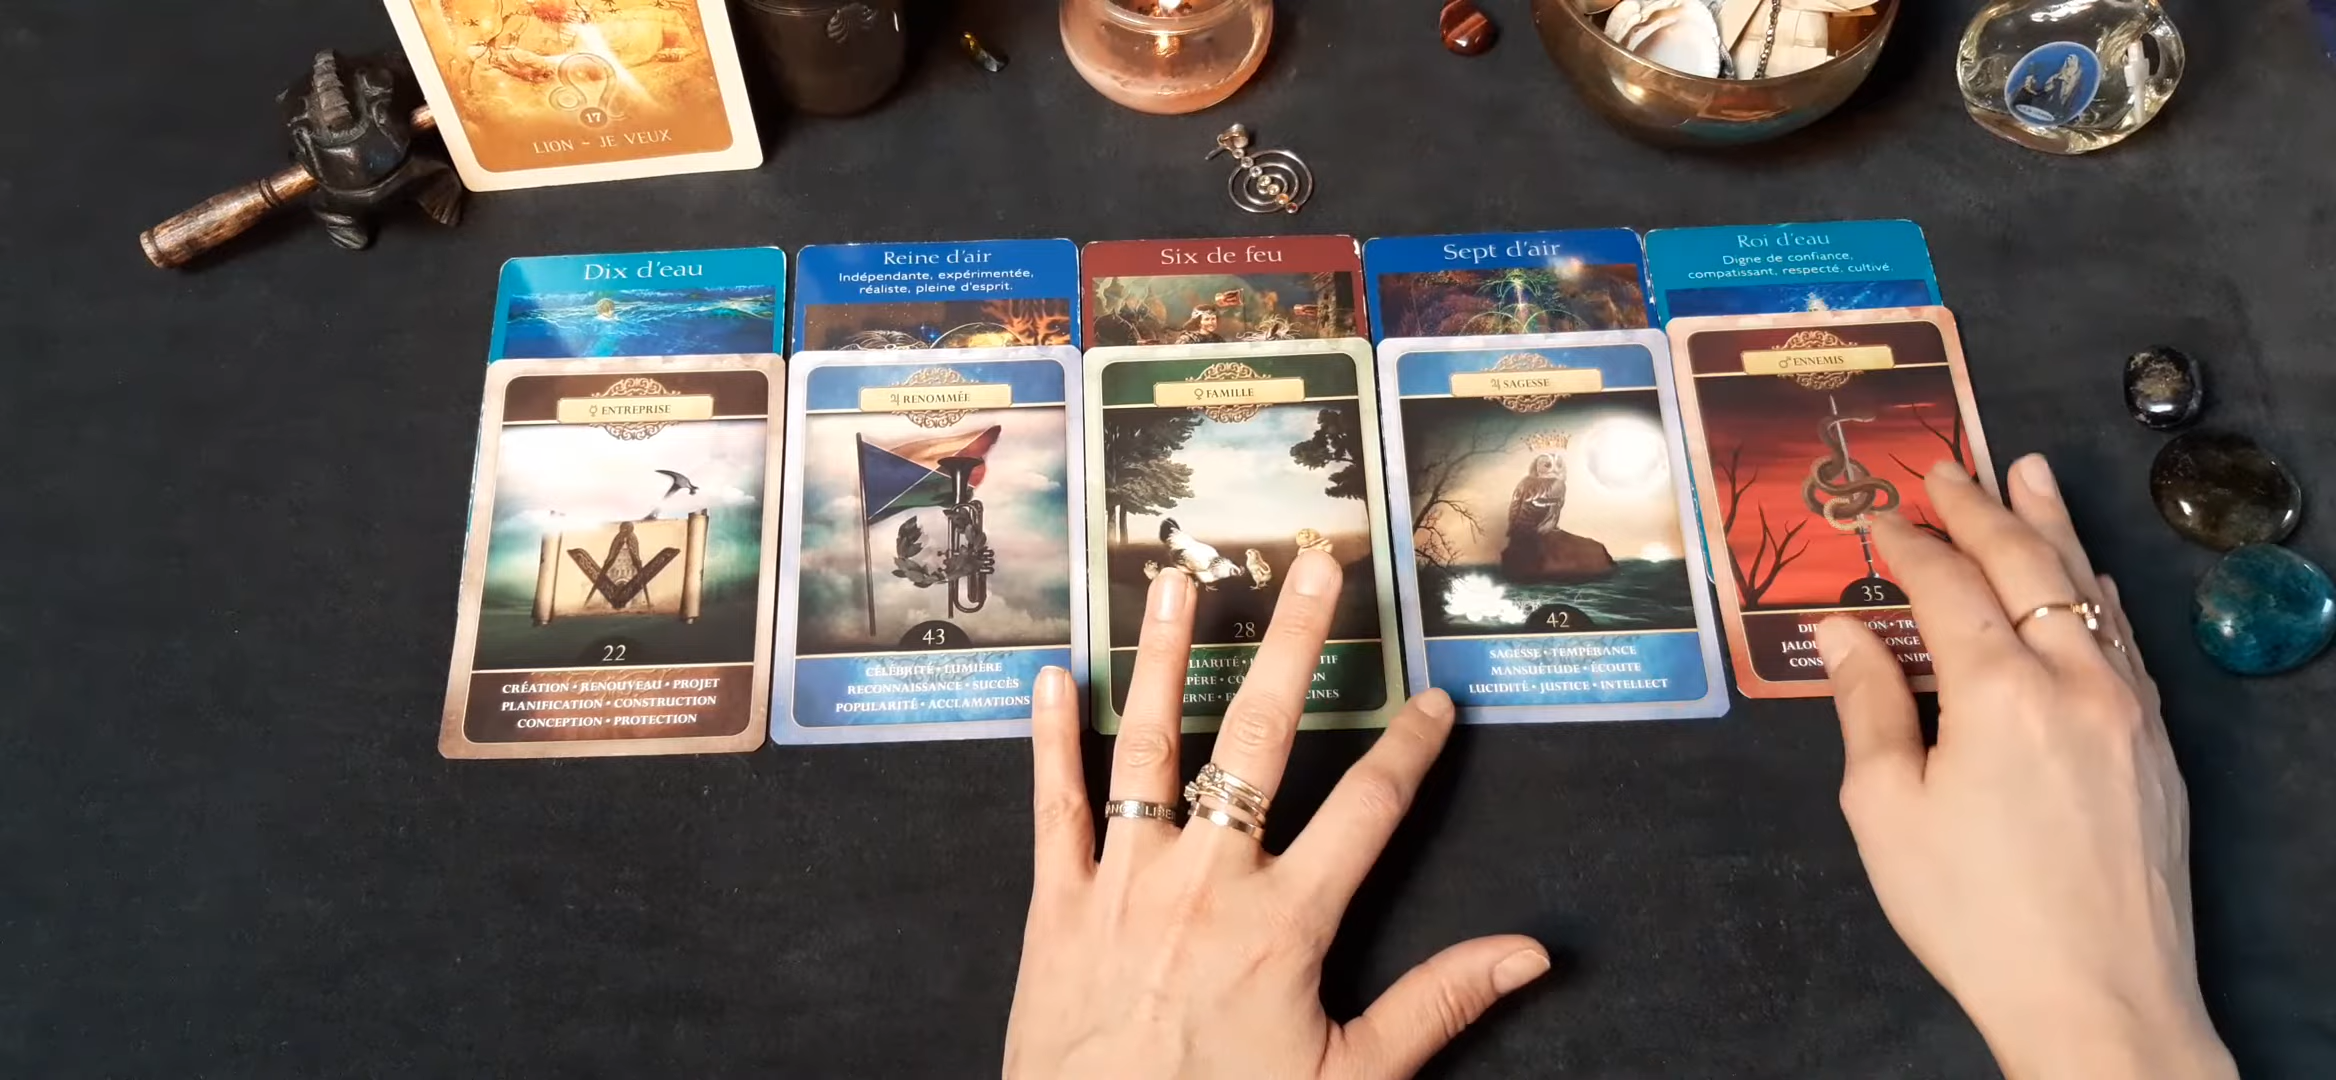 17
LION ~ JE VEUX
Dix d'eau
Reine d'air
Indépendante, expérimentée,
réaliste, pleine d'esprit.
Six de feu
Sept d'air
Roi d'eau
Digne de confiance,
compatissant, respecté, cultivé.
♀ ENTREPRISE
22
CRÉATION • RENOUVEAU • PROJET
PLANIFICATION • CONSTRUCTION
CONCEPTION • PROTECTION
♃ RENOMMÉE
43
CÉLÉBRITÉ • LUMIÈRE
RECONNAISSANCE • SUCCÈS
POPULARITÉ • ACCLAMATIONS
♀ FAMILLE
28
♃ SAGESSE
42
SAGESSE • TEMPÉRANCE
MANSUÉTUDE • ÉCOUTE
LUCIDITÉ • JUSTICE • INTELLECT
♂ ENNEMIS
35